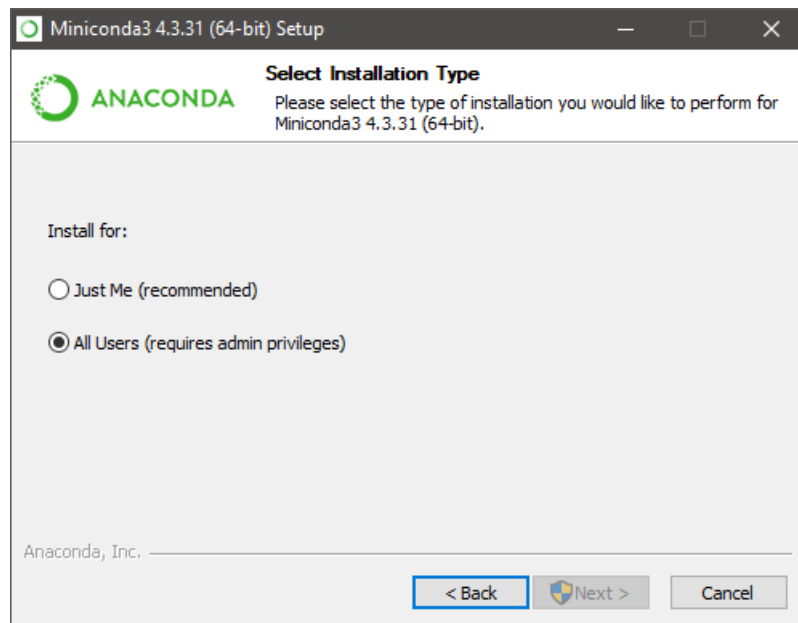 Miniconda3 4.3.31 (64-bit) Setup
ANACONDA
Select Installation Type
Please select the type of installation you would like to perform for
Miniconda3 4.3.31 (64-bit).
Install for:
Just Me (recommended)
All Users (requires admin privileges)
Anaconda, Inc.
< Back Next > Cancel